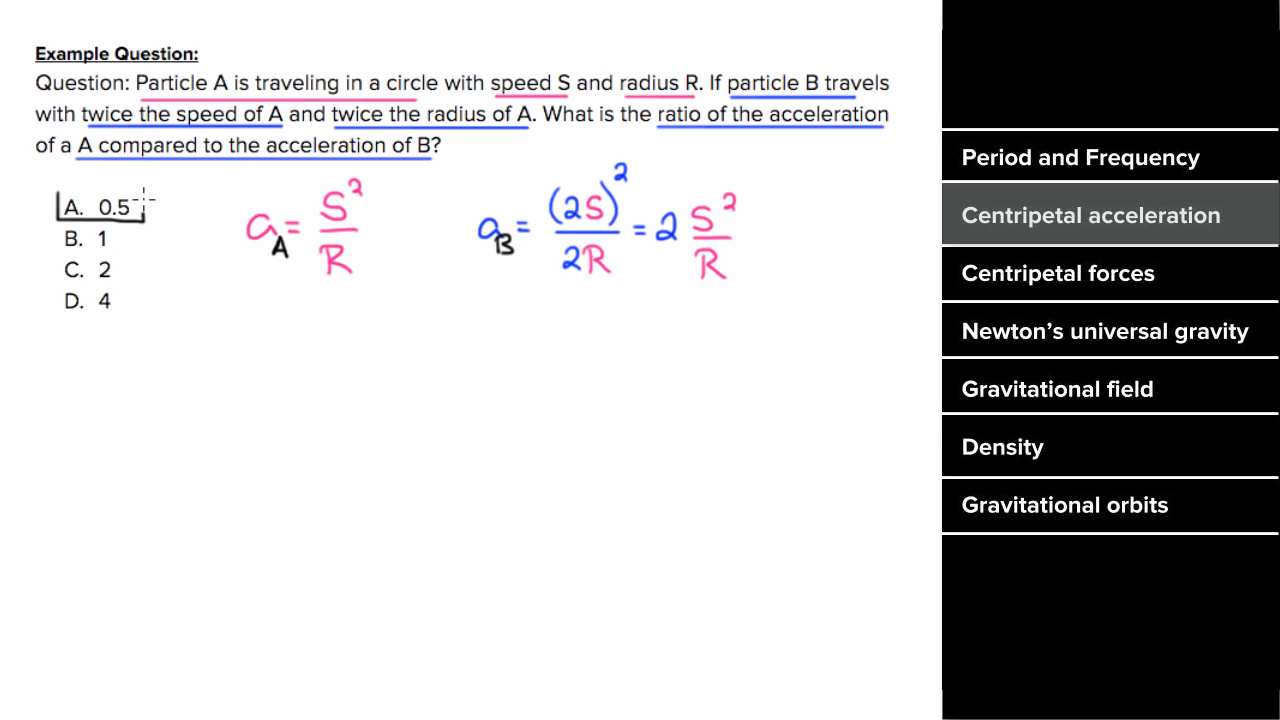 Example Question:
Question: Particle A is traveling in a circle with speed S and radius R. If particle B travels
with twice the speed of A and twice the radius of A. What is the ratio of the acceleration
of a A compared to the acceleration of B?
A. 0.5
B. 1
C. 2
D. 4
a_A = S²/R
a_B = (2S)²/2R = 2 S²/R
Period and Frequency
Centripetal acceleration
Centripetal forces
Newton's universal gravity
Gravitational field
Density
Gravitational orbits